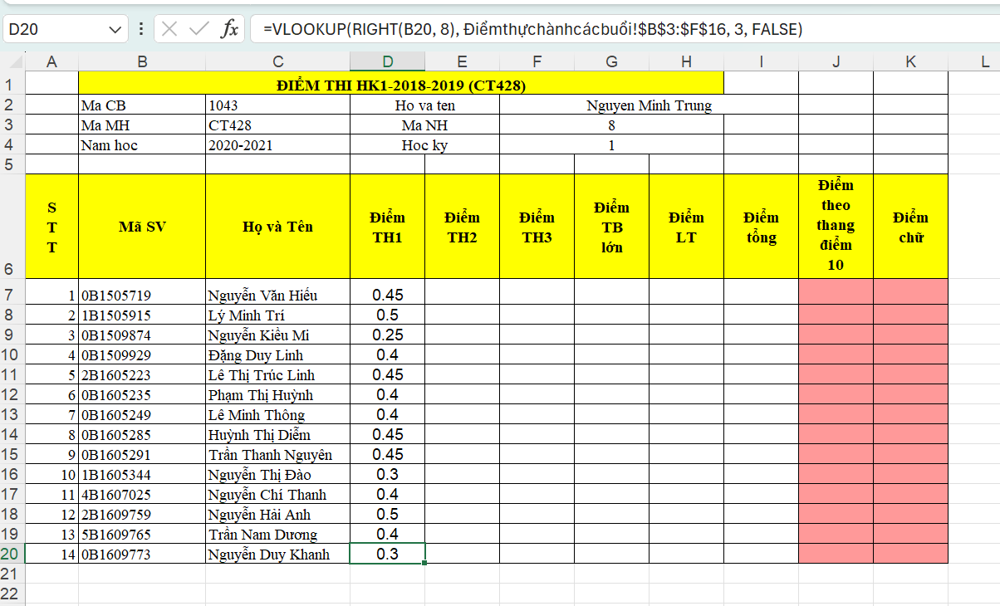 D20 fx =VLOOKUP(RIGHT(B20, 8), Điểmthựchànhcácbuổi!$B$3:$F$16, 3, FALSE)
A B C D E F G H I J K L
1 ĐIỂM THI HK1-2018-2019 (CT428)
2 Ma CB 1043 Ho va ten Nguyen Minh Trung
3 Ma MH CT428 Ma NH 8
4 Nam hoc 2020-2021 Hoc ky 1
5
6 S T T Mã SV Họ và Tên Điểm TH1 Điểm TH2 Điểm TH3 Điểm TB lớn Điểm LT Điểm tổng Điểm theo thang điểm 10 Điểm chữ
7 1 0B1505719 Nguyễn Văn Hiếu 0.45
8 2 1B1505915 Lý Minh Trí 0.5
9 3 0B1509874 Nguyễn Kiều Mi 0.25
10 4 0B1509929 Đặng Duy Linh 0.4
11 5 2B1605223 Lê Thị Trúc Linh 0.45
12 6 0B1605235 Phạm Thị Huỳnh 0.4
13 7 0B1605249 Lê Minh Thông 0.4
14 8 0B1605285 Huỳnh Thị Diễm 0.45
15 9 0B1605291 Trần Thanh Nguyên 0.45
16 10 1B1605344 Nguyễn Thị Đào 0.3
17 11 4B1607025 Nguyễn Chí Thanh 0.4
18 12 2B1609759 Nguyễn Hải Anh 0.5
19 13 5B1609765 Trần Nam Dương 0.4
20 14 0B1609773 Nguyễn Duy Khanh 0.3
21
22